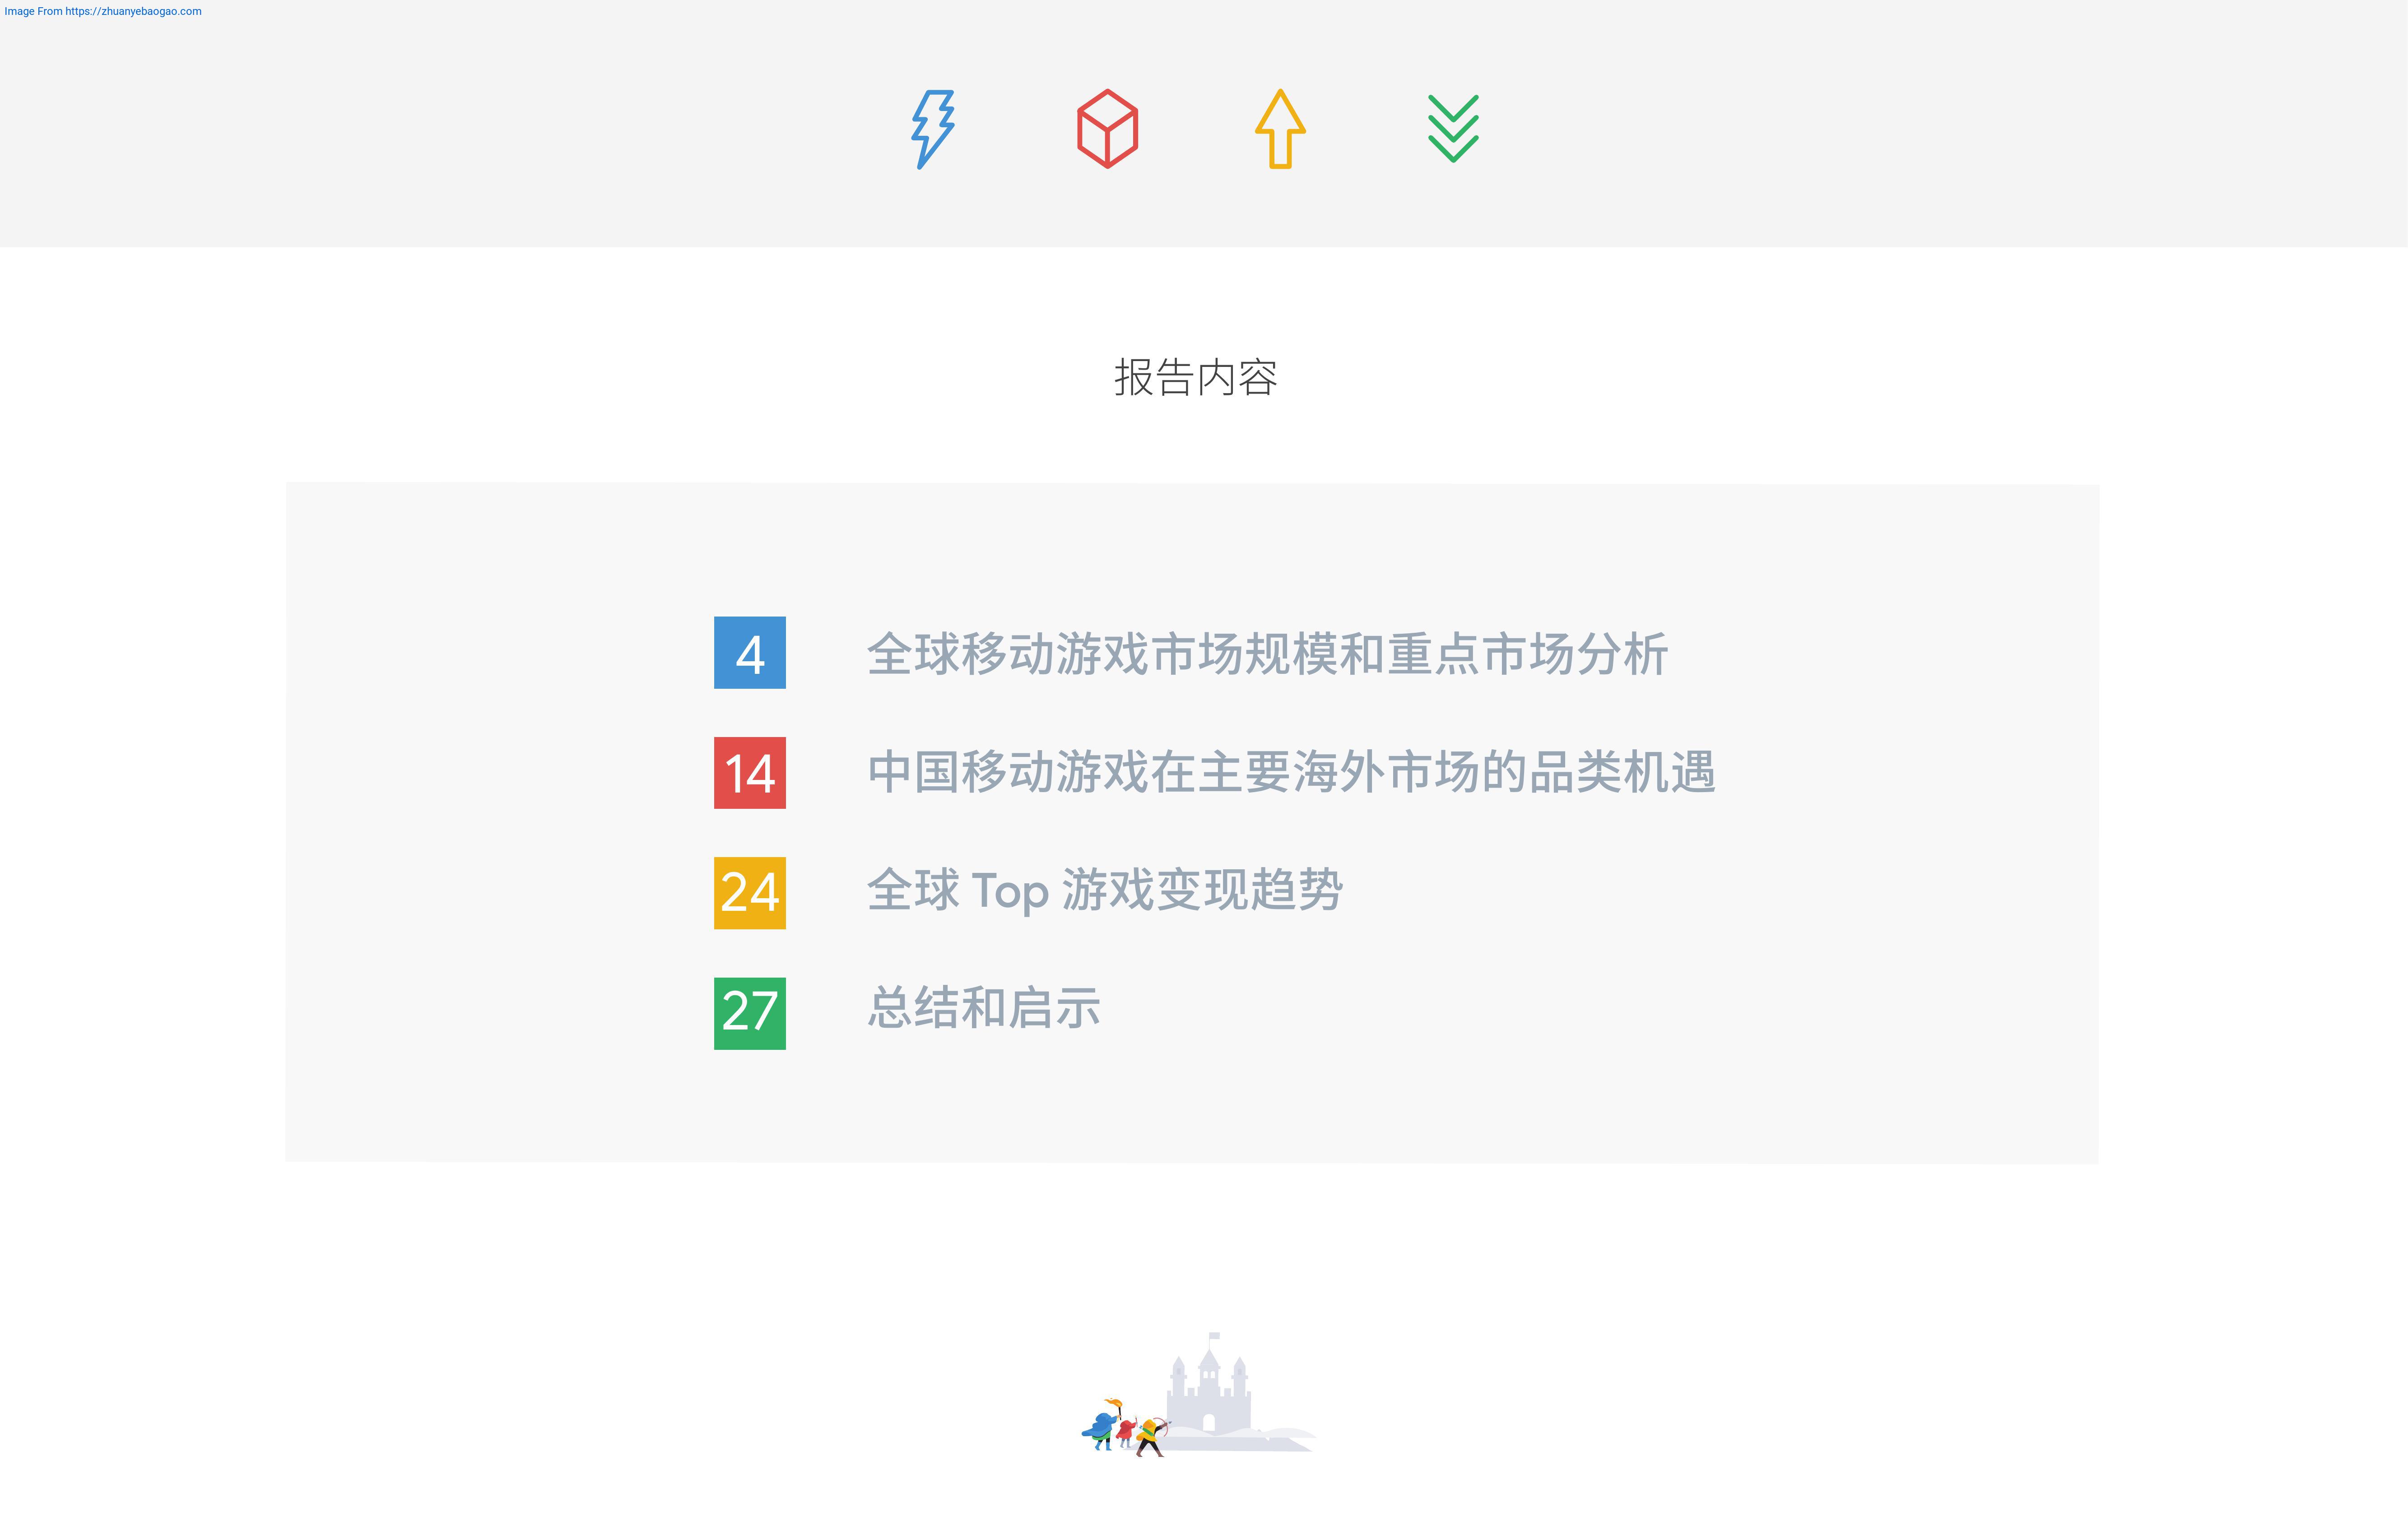 Image From https://zhuanyebaogao.com
报告内容
4 全球移动游戏市场规模和重点市场分析
14 中国移动游戏在主要海外市场的品类机遇
24 全球 Top 游戏变现趋势
27 总结和启示